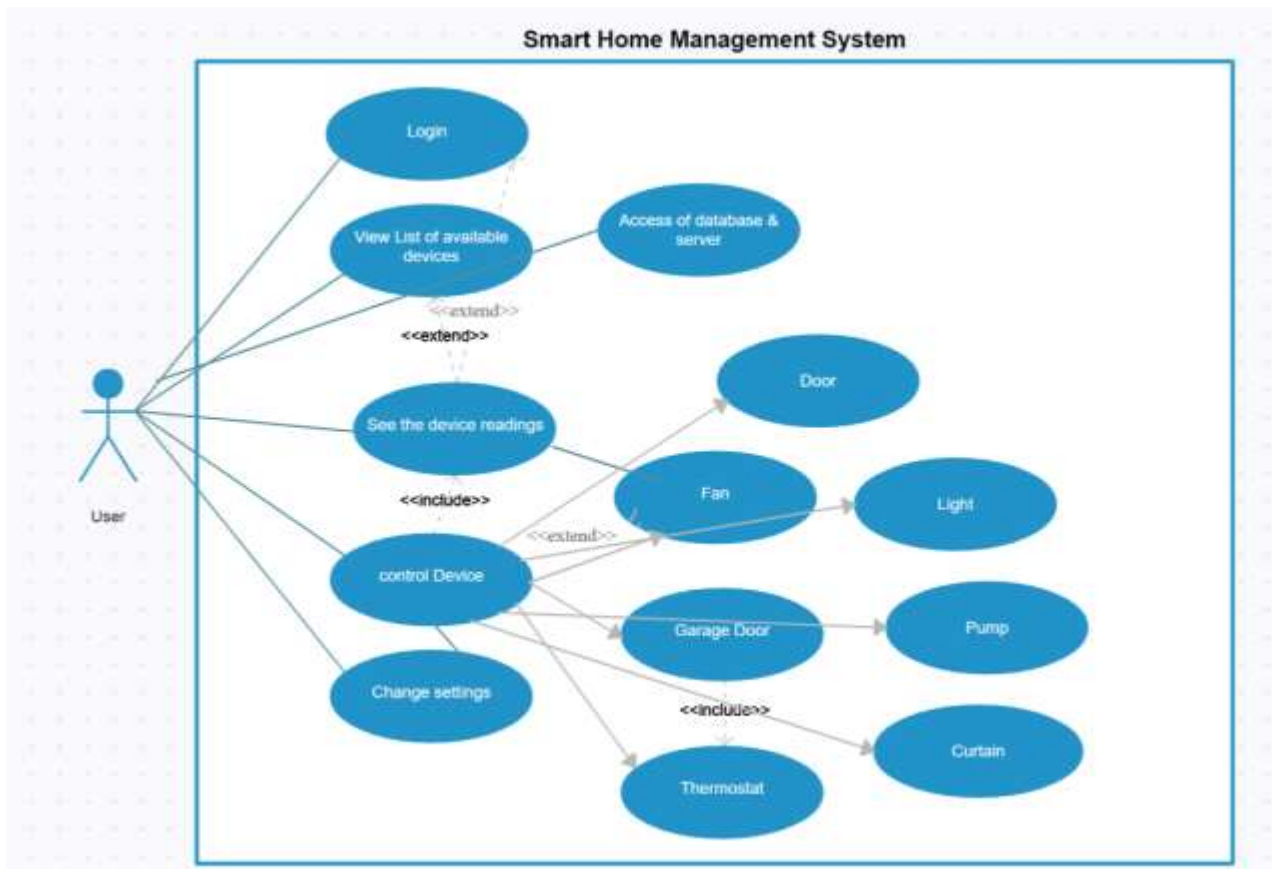 Smart Home Management System
Login
View List of available
devices
Access of database &
server
<<extend>>
<<extend>>
Door
See the device readings
Fan
Light
<<include>>
<<extend>>
User
control Device
Garage Door
Pump
Change settings
<<include>>
Curtain
Thermostat